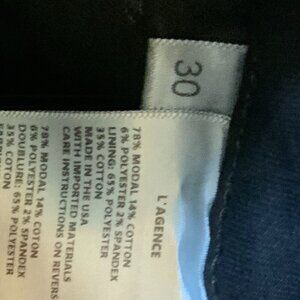 30
L'AGENCE
78% MODAL 14% COTTON
6% POLYESTER 2% SPANDEX
LINING: 65% POLYESTER
35% COTTON
MADE IN THE USA
WITH IMPORTED MATERIALS
CARE INSTRUCTIONS ON REVERS
78% MODAL 14% COTON
6% POLYESTER 2% SPANDEX
DOUBLURE: 65% POLYESTER
35% COTON